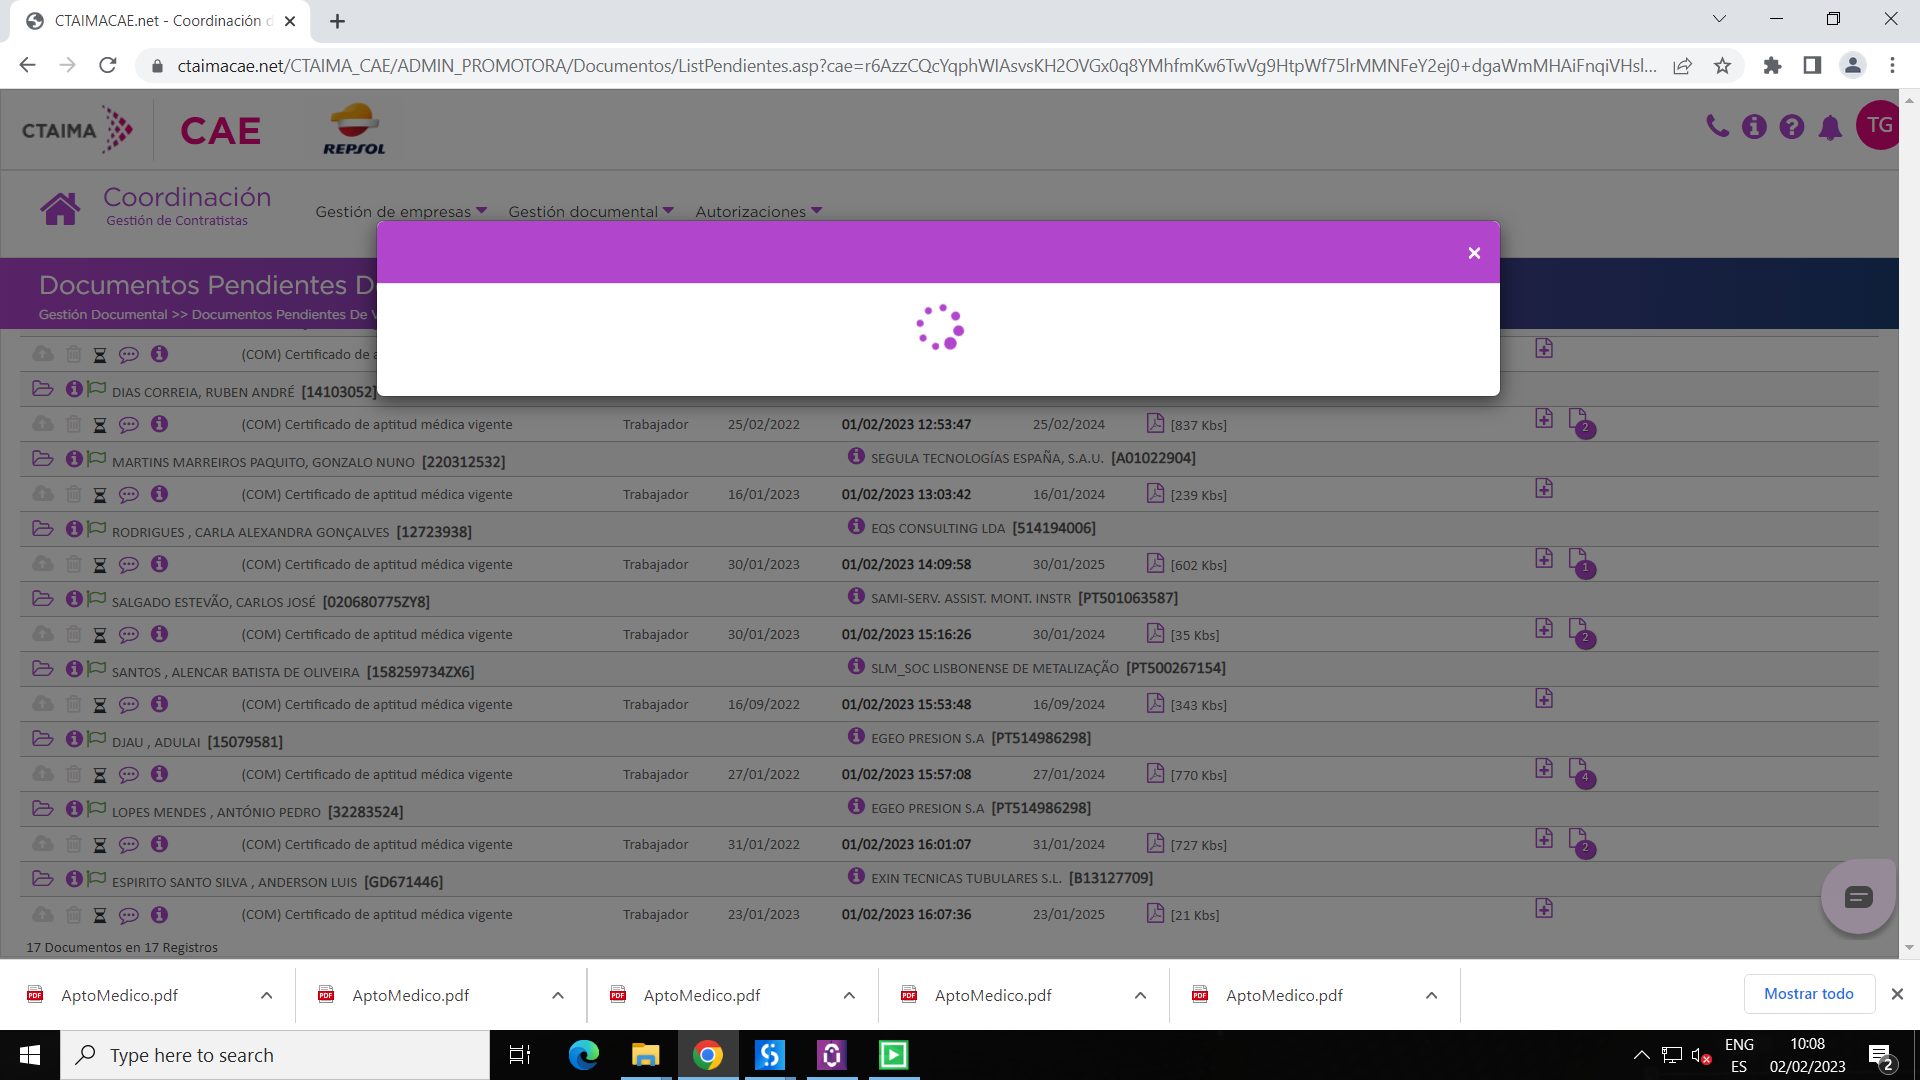 CTAIMACAE.net - Coordinación d
ctaimacae.net/CTAIMA_CAE/ADMIN_PROMOTORA/Documentos/ListPendientes.asp?cae=r6AzzCQcYqphWIAsvsKH2OVGx0q8YMhfmKw6TwVg9HtpWf75lrMMNFeY2ej0+dgaWmMHAiFnqiVHsl...
CTAIMA CAE REPSOL TG
Coordinación
Gestión de Contratistas
Gestión de empresas Gestión documental Autorizaciones
Documentos Pendientes D
Gestión Documental >> Documentos Pendientes De V
(COM) Certificado de a
DIAS CORREIA, RUBEN ANDRÉ [14103052]
(COM) Certificado de aptitud médica vigente Trabajador 25/02/2022 01/02/2023 12:53:47 25/02/2024 [837 Kbs] 2
MARTINS MARREIROS PAQUITO, GONZALO NUNO [220312532] SEGULA TECNOLOGÍAS ESPAÑA, S.A.U. [A01022904]
(COM) Certificado de aptitud médica vigente Trabajador 16/01/2023 01/02/2023 13:03:42 16/01/2024 [239 Kbs]
RODRIGUES , CARLA ALEXANDRA GONÇALVES [12723938] EQS CONSULTING LDA [514194006]
(COM) Certificado de aptitud médica vigente Trabajador 30/01/2023 01/02/2023 14:09:58 30/01/2025 [602 Kbs] 1
SALGADO ESTEVÃO, CARLOS JOSÉ [020680775ZY8] SAMI-SERV. ASSIST. MONT. INSTR [PT501063587]
(COM) Certificado de aptitud médica vigente Trabajador 30/01/2023 01/02/2023 15:16:26 30/01/2024 [35 Kbs] 2
SANTOS , ALENCAR BATISTA DE OLIVEIRA [158259734ZX6] SLM_SOC LISBONENSE DE METALIZAÇÃO [PT500267154]
(COM) Certificado de aptitud médica vigente Trabajador 16/09/2022 01/02/2023 15:53:48 16/09/2024 [343 Kbs]
DJAU , ADULAI [15079581] EGEO PRESION S.A [PT514986298]
(COM) Certificado de aptitud médica vigente Trabajador 27/01/2022 01/02/2023 15:57:08 27/01/2024 [770 Kbs] 4
LOPES MENDES , ANTÓNIO PEDRO [32283524] EGEO PRESION S.A [PT514986298]
(COM) Certificado de aptitud médica vigente Trabajador 31/01/2022 01/02/2023 16:01:07 31/01/2024 [727 Kbs] 2
ESPIRITO SANTO SILVA , ANDERSON LUIS [GD671446] EXIN TECNICAS TUBULARES S.L. [B13127709]
(COM) Certificado de aptitud médica vigente Trabajador 23/01/2023 01/02/2023 16:07:36 23/01/2025 [21 Kbs]
17 Documentos en 17 Registros
AptoMedico.pdf AptoMedico.pdf AptoMedico.pdf AptoMedico.pdf AptoMedico.pdf Mostrar todo
Type here to search
ENG 10:08
ES 02/02/2023 2